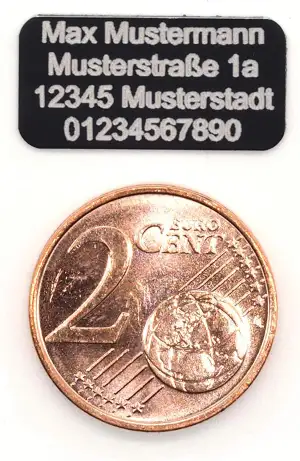 Max Mustermann
Musterstraße 1a
12345 Musterstadt
01234567890
2 EURO
CENT